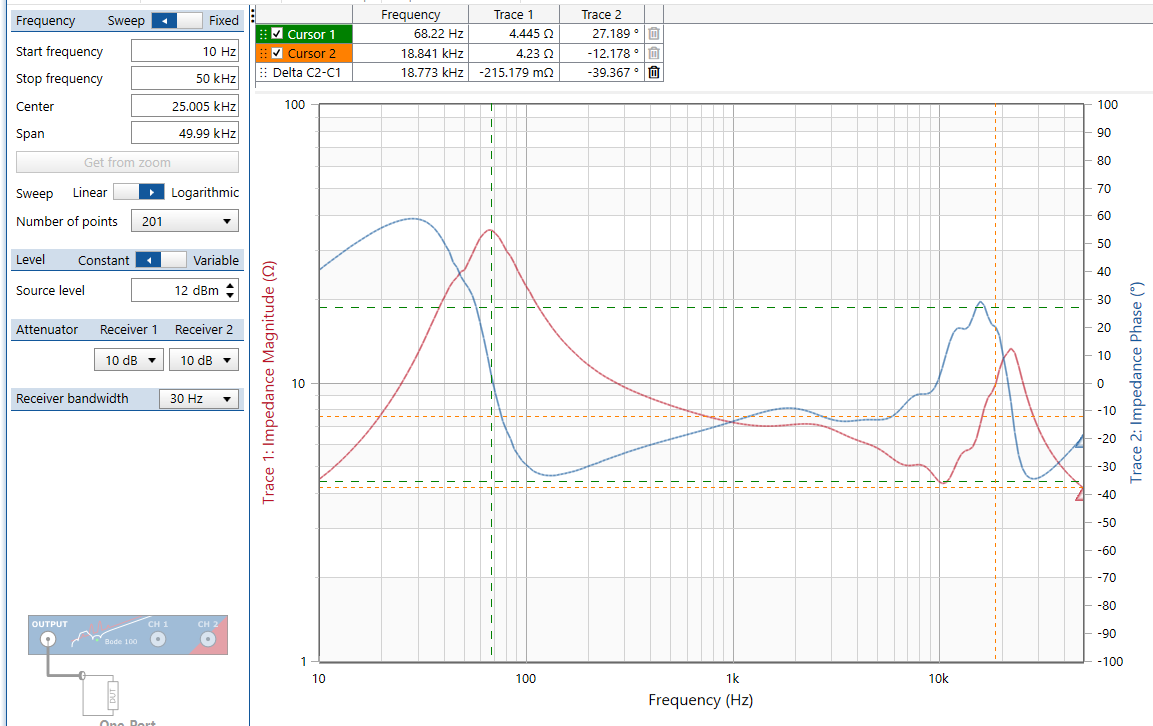 Frequency Sweep Fixed
Start frequency 10 Hz
Stop frequency 50 kHz
Center 25.005 kHz
Span 49.99 kHz
Get from zoom
Sweep Linear Logarithmic
Number of points 201
Level Constant Variable
Source level 12 dBm
Attenuator Receiver 1 Receiver 2
10 dB 10 dB
Receiver bandwidth 30 Hz
OUTPUT CH 1 CH 2
Bode 100
DUT
One-Port
Frequency Trace 1 Trace 2
Cursor 1 68.22 Hz 4.445 Ω 27.189 °
Cursor 2 18.841 kHz 4.23 Ω -12.178 °
Delta C2-C1 18.773 kHz -215.179 mΩ -39.367 °
Trace 1: Impedance Magnitude (Ω)
100
10
1
10 100 1k 10k
Frequency (Hz)
100
90
80
70
60
50
40
30
20
10
0
-10
-20
-30
-40
-50
-60
-70
-80
-90
-100
Trace 2: Impedance Phase (°)